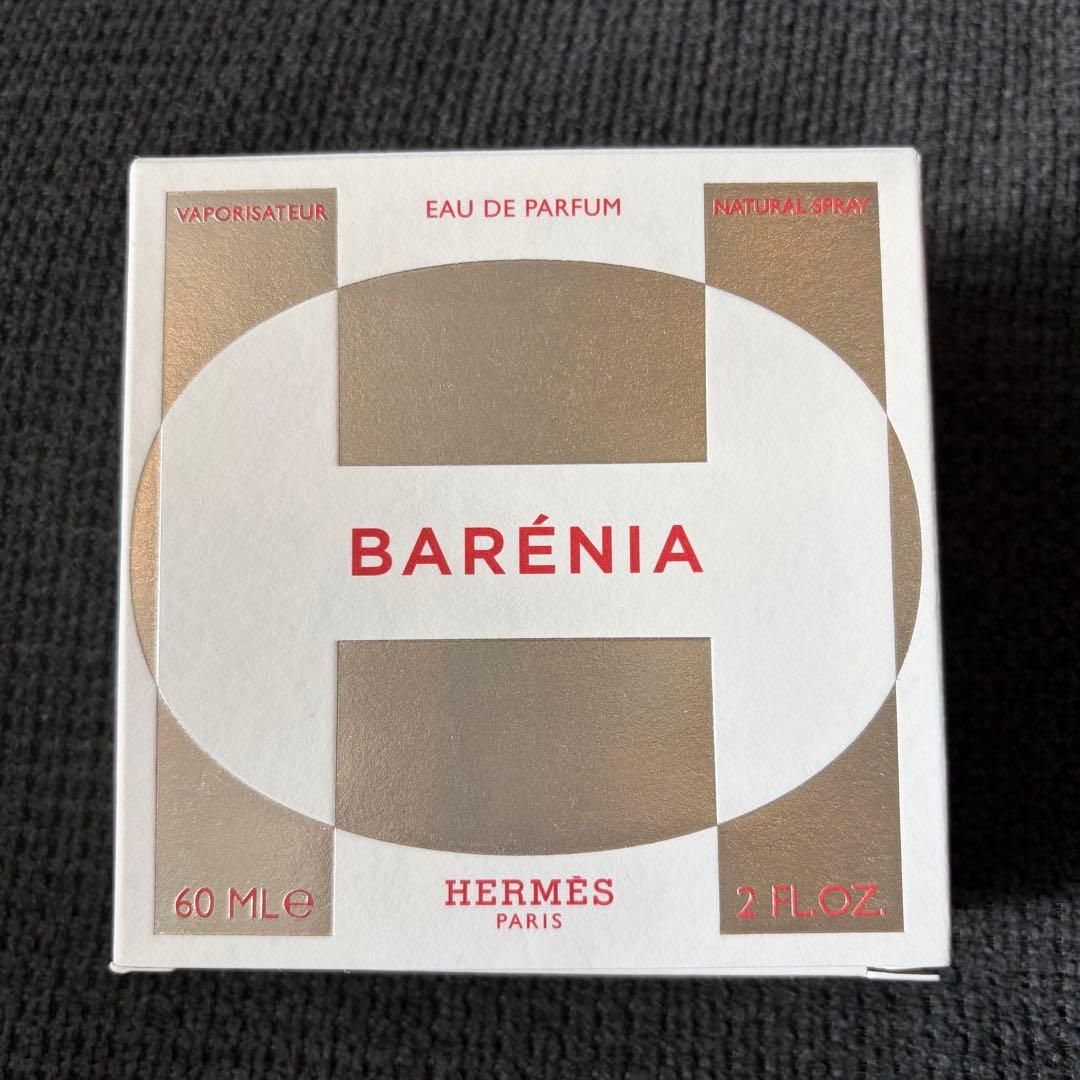 VAPORISATEUR
EAU DE PARFUM
NATURAL SPRAY
BARÉNIA
60 ML℮
HERMÈS
PARIS
2 FL.OZ.